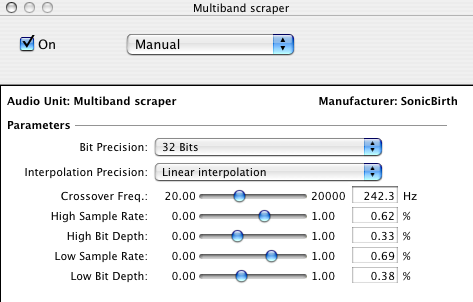 Multiband scraper
On Manual
Audio Unit: Multiband scraper Manufacturer: SonicBirth
Parameters
Bit Precision: 32 Bits
Interpolation Precision: Linear interpolation
Crossover Freq.: 20.00 20000 242.3 Hz
High Sample Rate: 0.00 1.00 0.62 %
High Bit Depth: 0.00 1.00 0.33 %
Low Sample Rate: 0.00 1.00 0.69 %
Low Bit Depth: 0.00 1.00 0.38 %